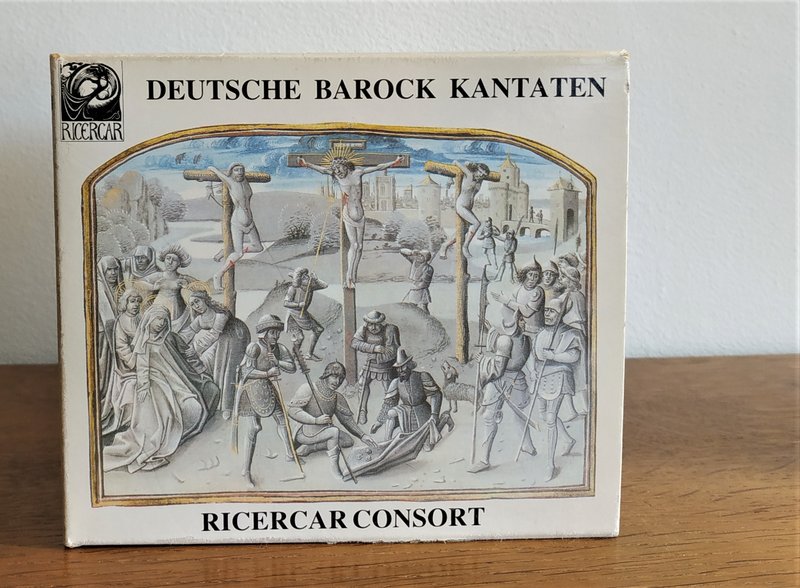 RICERCAR
DEUTSCHE BAROCK KANTATEN
RICERCAR CONSORT